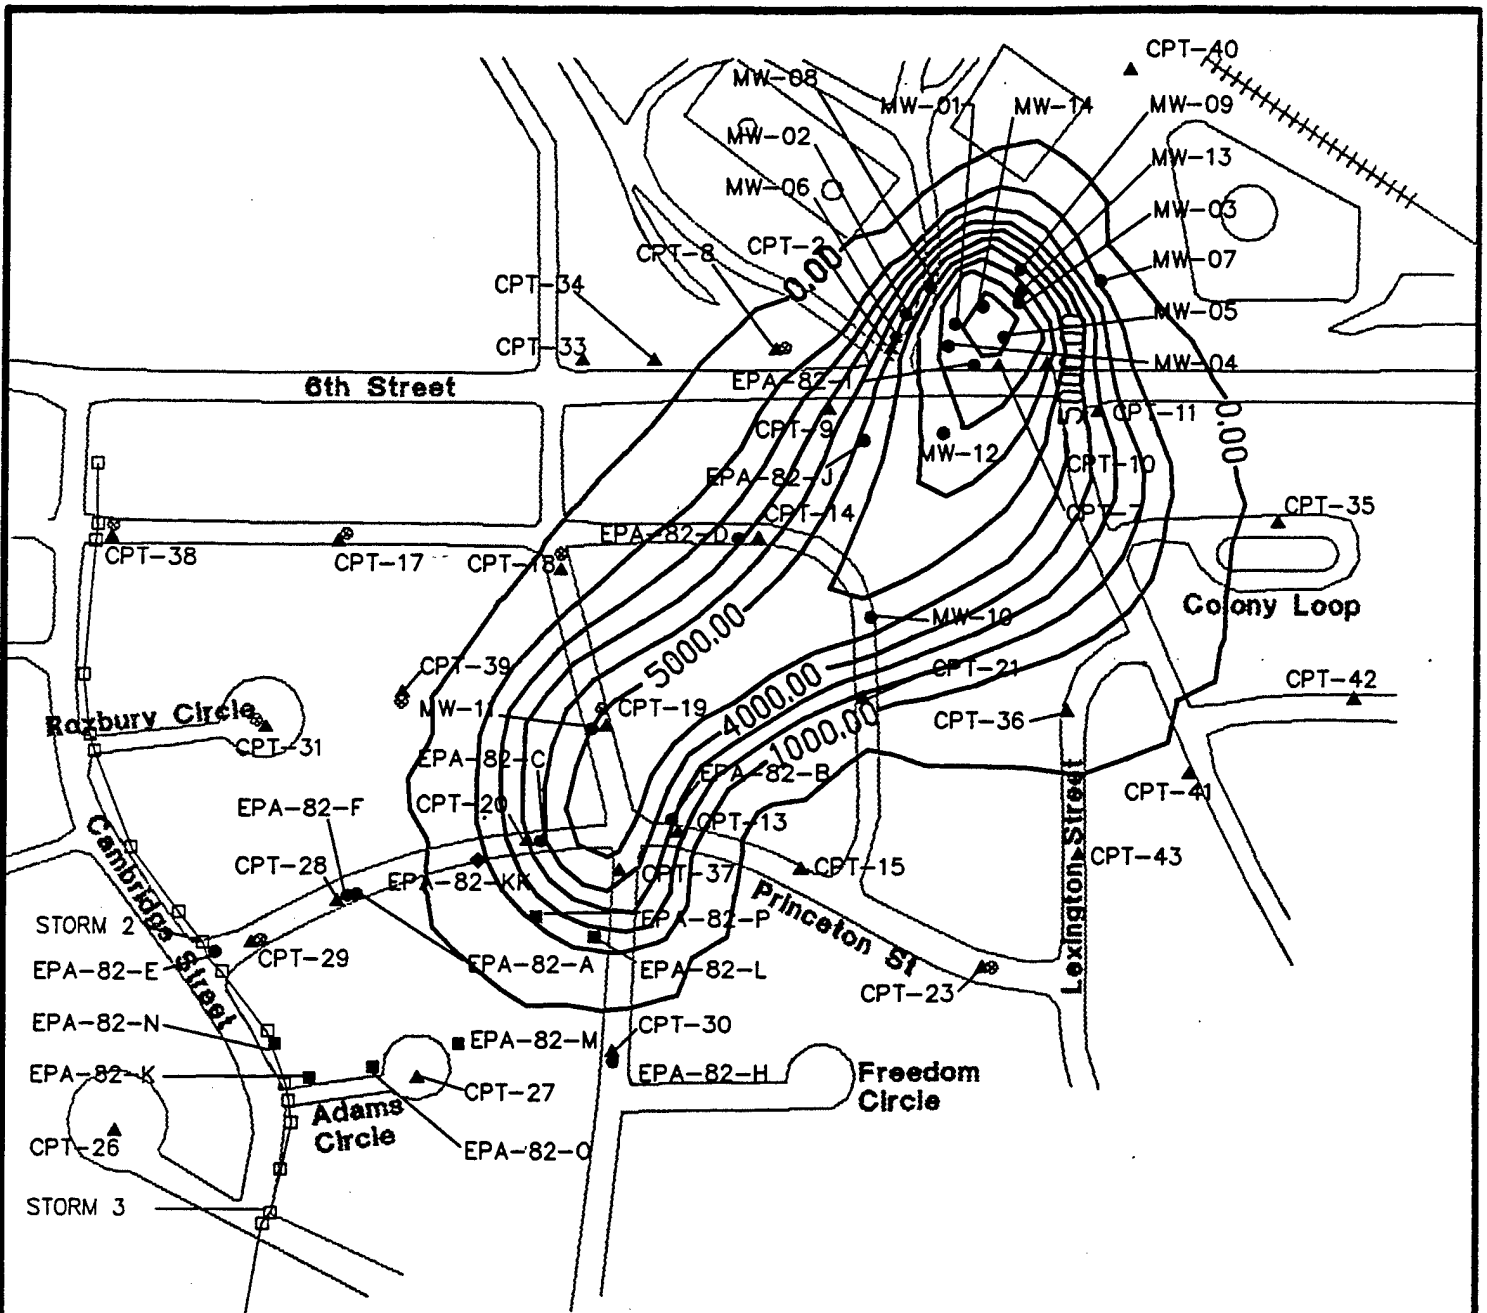 CPT-40
MW-08
MW-01
MW-14
MW-09
MW-02
MW-13
MW-06
MW-03
CPT-2
CPT-8
0.00
MW-07
CPT-34
MW-05
CPT-33
5000.00
MW-04
6th Street
EPA-82-I
CPT-9
CPT-11
0.00
MW-12
CPT-10
EPA-82-J
CPT-14
CPT-7
CPT-35
EPA-82-D
CPT-38
CPT-17
CPT-18
Colony Loop
MW-10
5000.00
CPT-39
CPT-21
CPT-42
4000.00
Roxbury Circle
MW-11
CPT-19
CPT-36
1000.00
CPT-31
EPA-82-C
EPA-82-B
CPT-41
EPA-82-F
CPT-20
CPT-13
Cambridge Street
CPT-28
EPA-82-KK
CPT-37
CPT-15
CPT-43
Lexington Street
STORM 2
EPA-82-P
Princeton St
EPA-82-E
CPT-29
EPA-82-A
EPA-82-L
CPT-23
EPA-82-N
EPA-82-M
CPT-30
EPA-82-K
CPT-27
EPA-82-H
Freedom
Circle
Adams
Circle
CPT-26
EPA-82-O
STORM 3